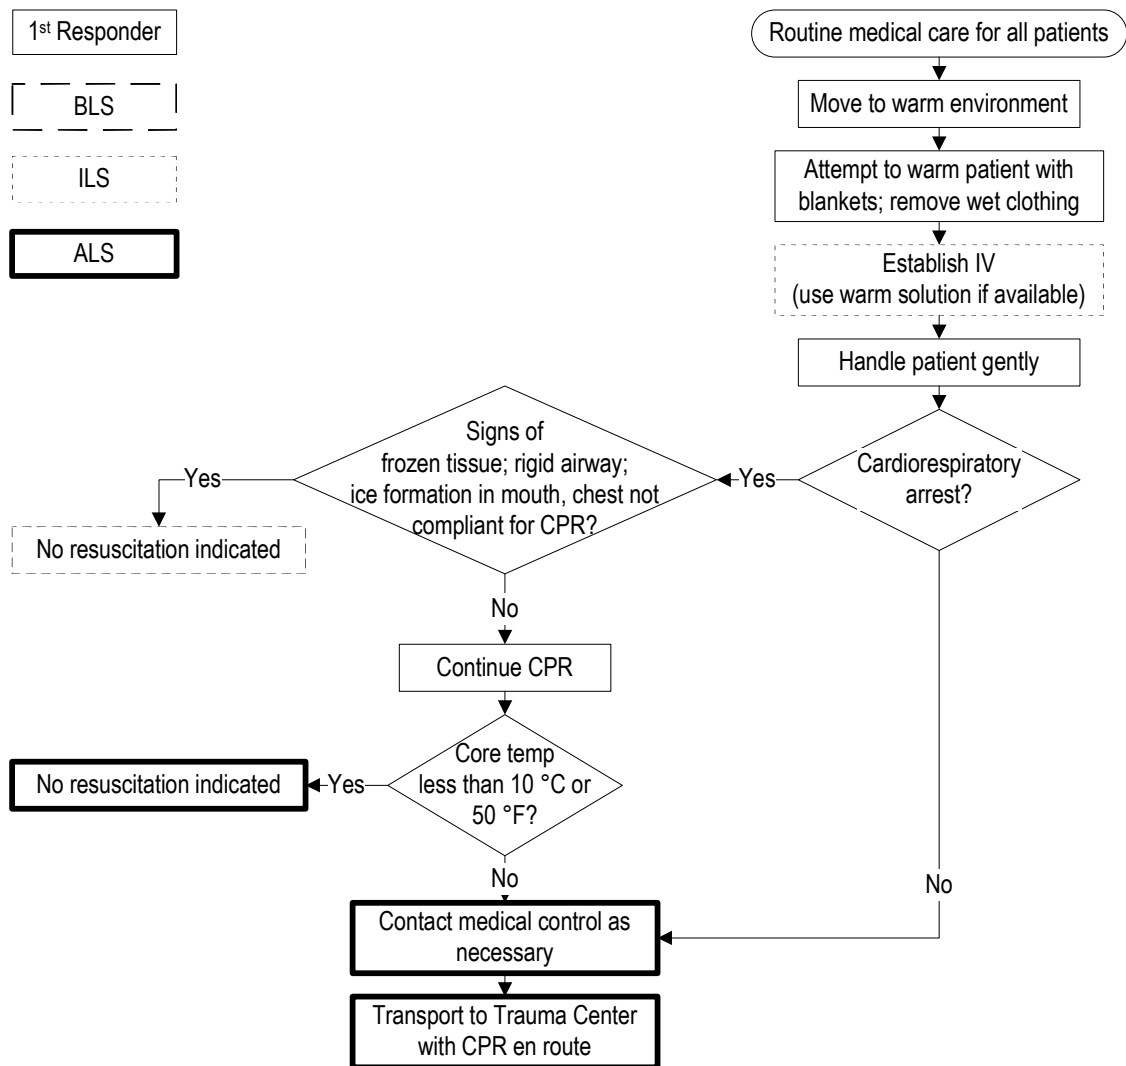 1st Responder
BLS
ILS
ALS
Routine medical care for all patients
Move to warm environment
Attempt to warm patient with
blankets; remove wet clothing
Establish IV
(use warm solution if available)
Handle patient gently
Cardiorespiratory
arrest?
Yes
Signs of
frozen tissue; rigid airway;
ice formation in mouth, chest not
compliant for CPR?
Yes
No resuscitation indicated
No
Continue CPR
Core temp
less than 10 °C or
50 °F?
Yes
No resuscitation indicated
No
No
Contact medical control as
necessary
Transport to Trauma Center
with CPR en route